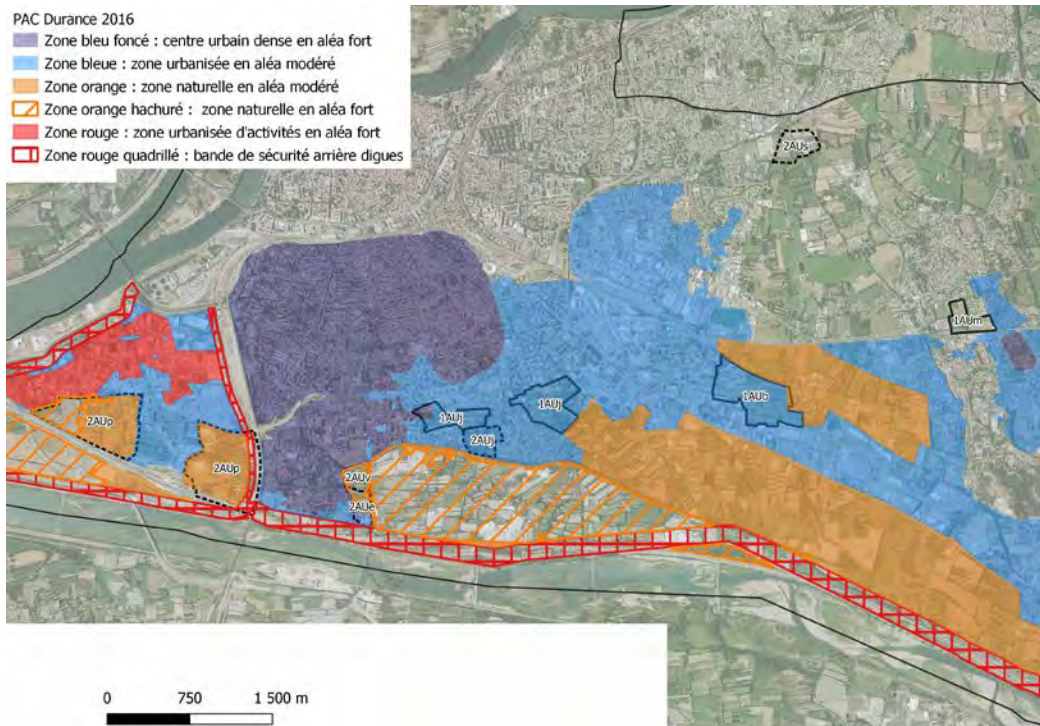 PAC Durance 2016
Zone bleu foncé : centre urbain dense en aléa fort
Zone bleue : zone urbanisée en aléa modéré
Zone orange : zone naturelle en aléa modéré
Zone orange hachuré : zone naturelle en aléa fort
Zone rouge : zone urbanisée d'activités en aléa fort
Zone rouge quadrillé : bande de sécurité arrière digues
2AUs
1AUm
1AUb
1AUj
1AUj
2AUp
2AUj
2AUp
2AUv
2AUe
0 750 1 500 m